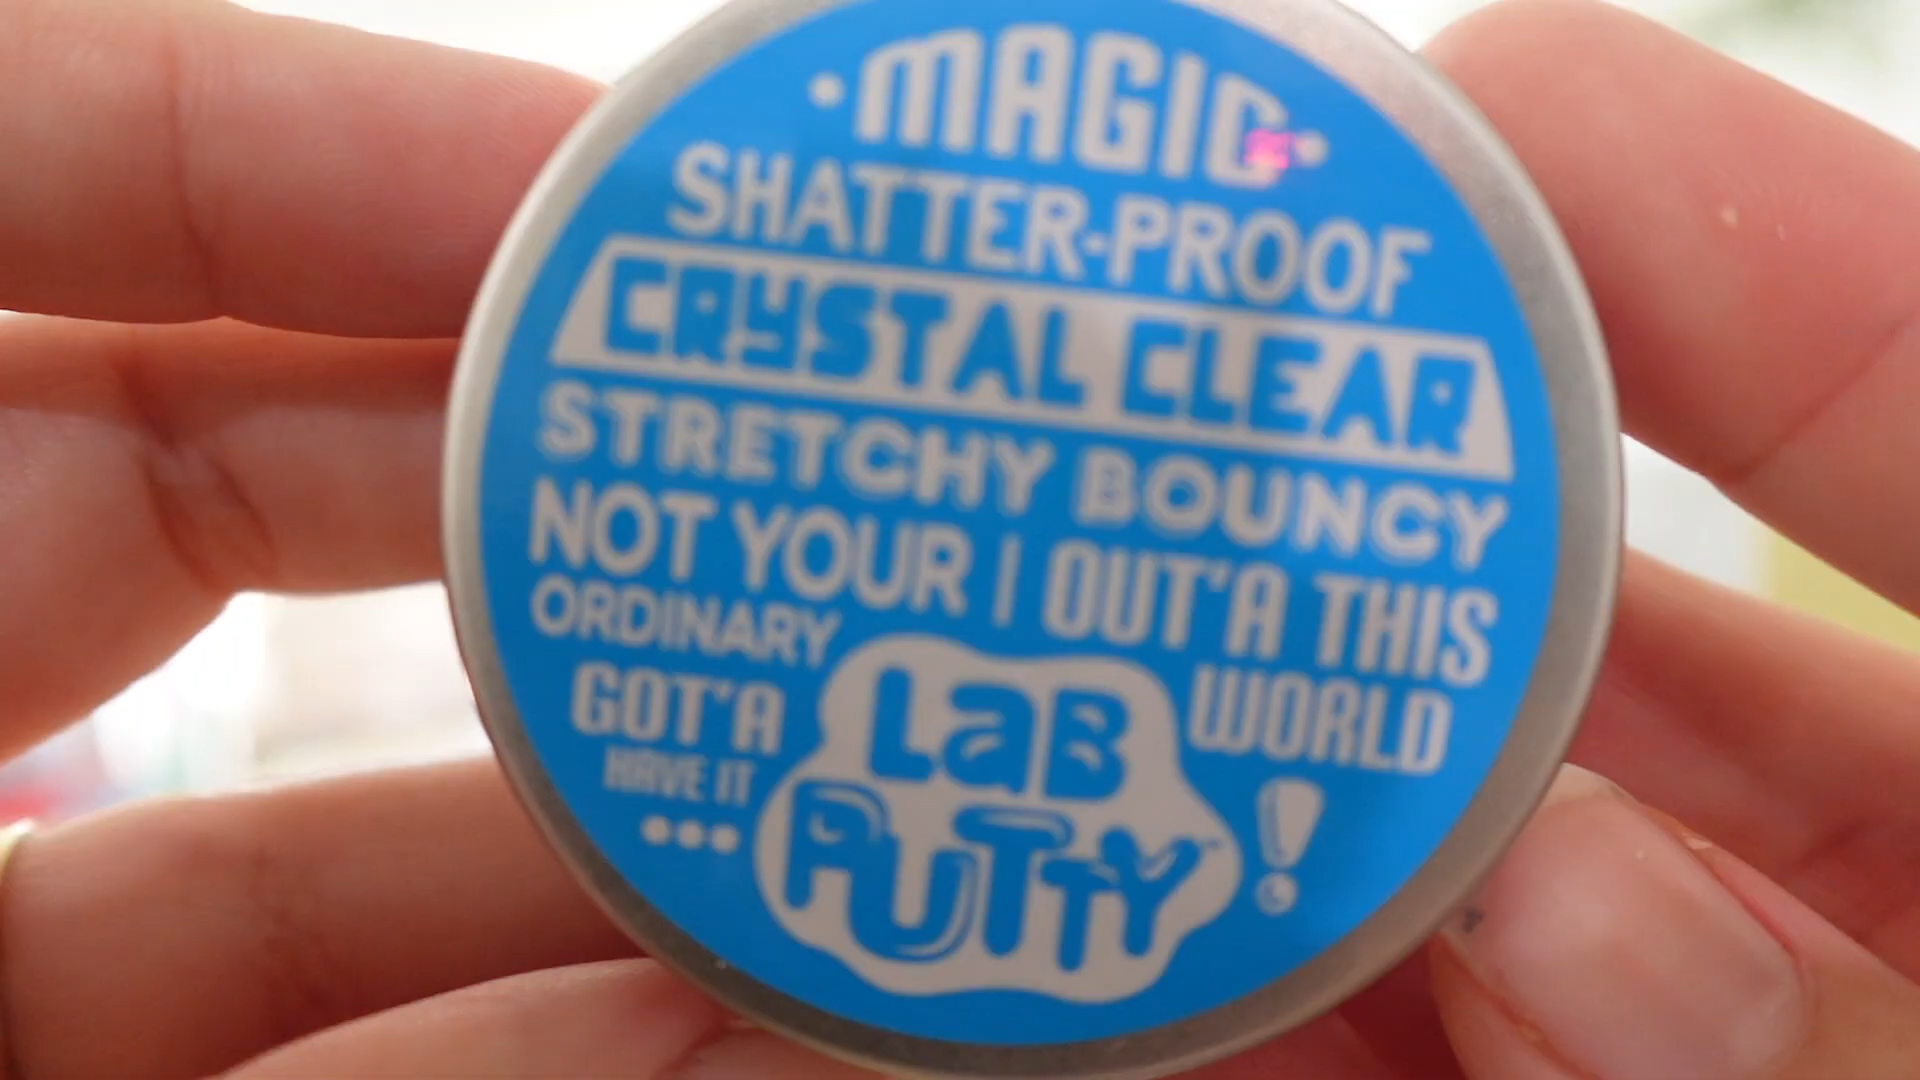 • MAGIC •
SHATTER-PROOF
CRYSTAL CLEAR
STRETCHY BOUNCY
NOT YOUR | OUT'A THIS
ORDINARY
GOT'A
WORLD
HAVE IT
...
LaB
PUTTY
!